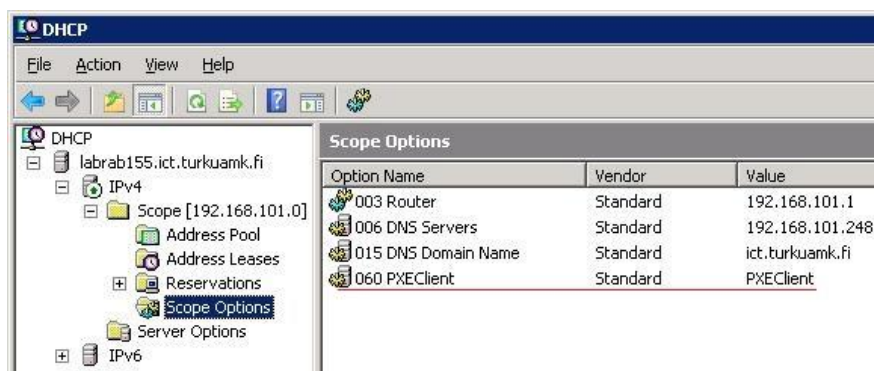 DHCP
File Action View Help
DHCP
labrab155.ict.turkuamk.fi
IPv4
Scope [192.168.101.0]
Address Pool
Address Leases
Reservations
Scope Options
Server Options
IPv6
Scope Options
Option Name Vendor Value
003 Router Standard 192.168.101.1
006 DNS Servers Standard 192.168.101.248
015 DNS Domain Name Standard ict.turkuamk.fi
060 PXEClient Standard PXEClient